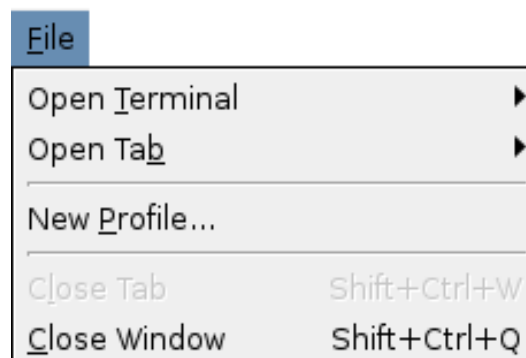 File
Open Terminal
Open Tab
New Profile...
Close Tab Shift+Ctrl+W
Close Window Shift+Ctrl+Q